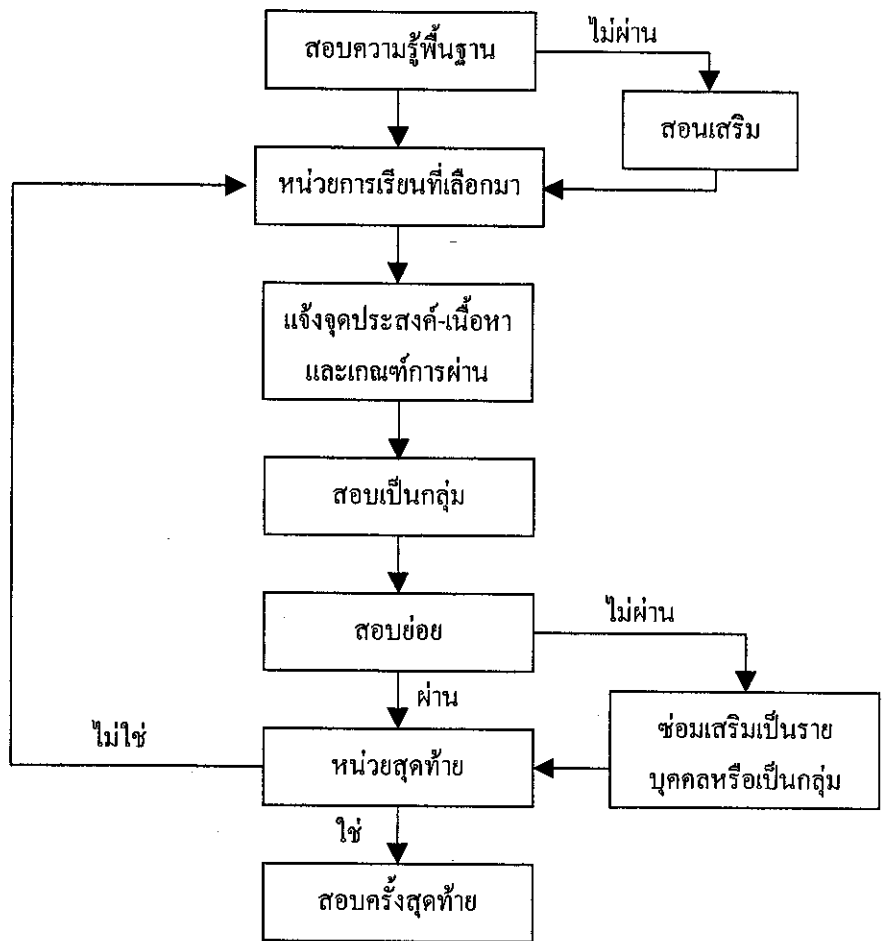 สอบความรู้พื้นฐาน
ไม่ผ่าน
สอนเสริม
หน่วยการเรียนที่เลือกมา
แจ้งจุดประสงค์-เนื้อหา
และเกณฑ์การผ่าน
สอบเป็นกลุ่ม
สอบย่อย
ไม่ผ่าน
ผ่าน
ซ่อมเสริมเป็นราย
บุคคลหรือเป็นกลุ่ม
ไม่ใช่
หน่วยสุดท้าย
ใช่
สอบครั้งสุดท้าย